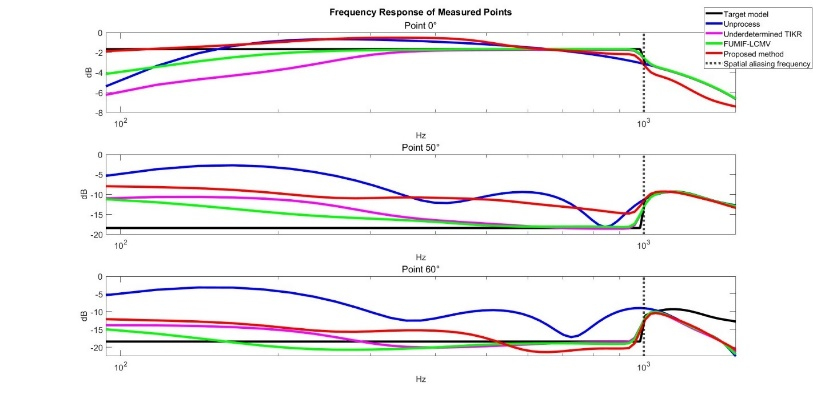 Frequency Response of Measured Points
Point 0°
0
-2
-4
-6
-8
dB
10²
10³
Hz
Target model
Unprocess
Underdetermined TIKR
FUMIF-LCMV
Proposed method
Spatial aliasing frequency
Point 50°
0
-5
-10
-15
-20
dB
10²
10³
Hz
Point 60°
0
-5
-10
-15
-20
dB
10²
10³
Hz